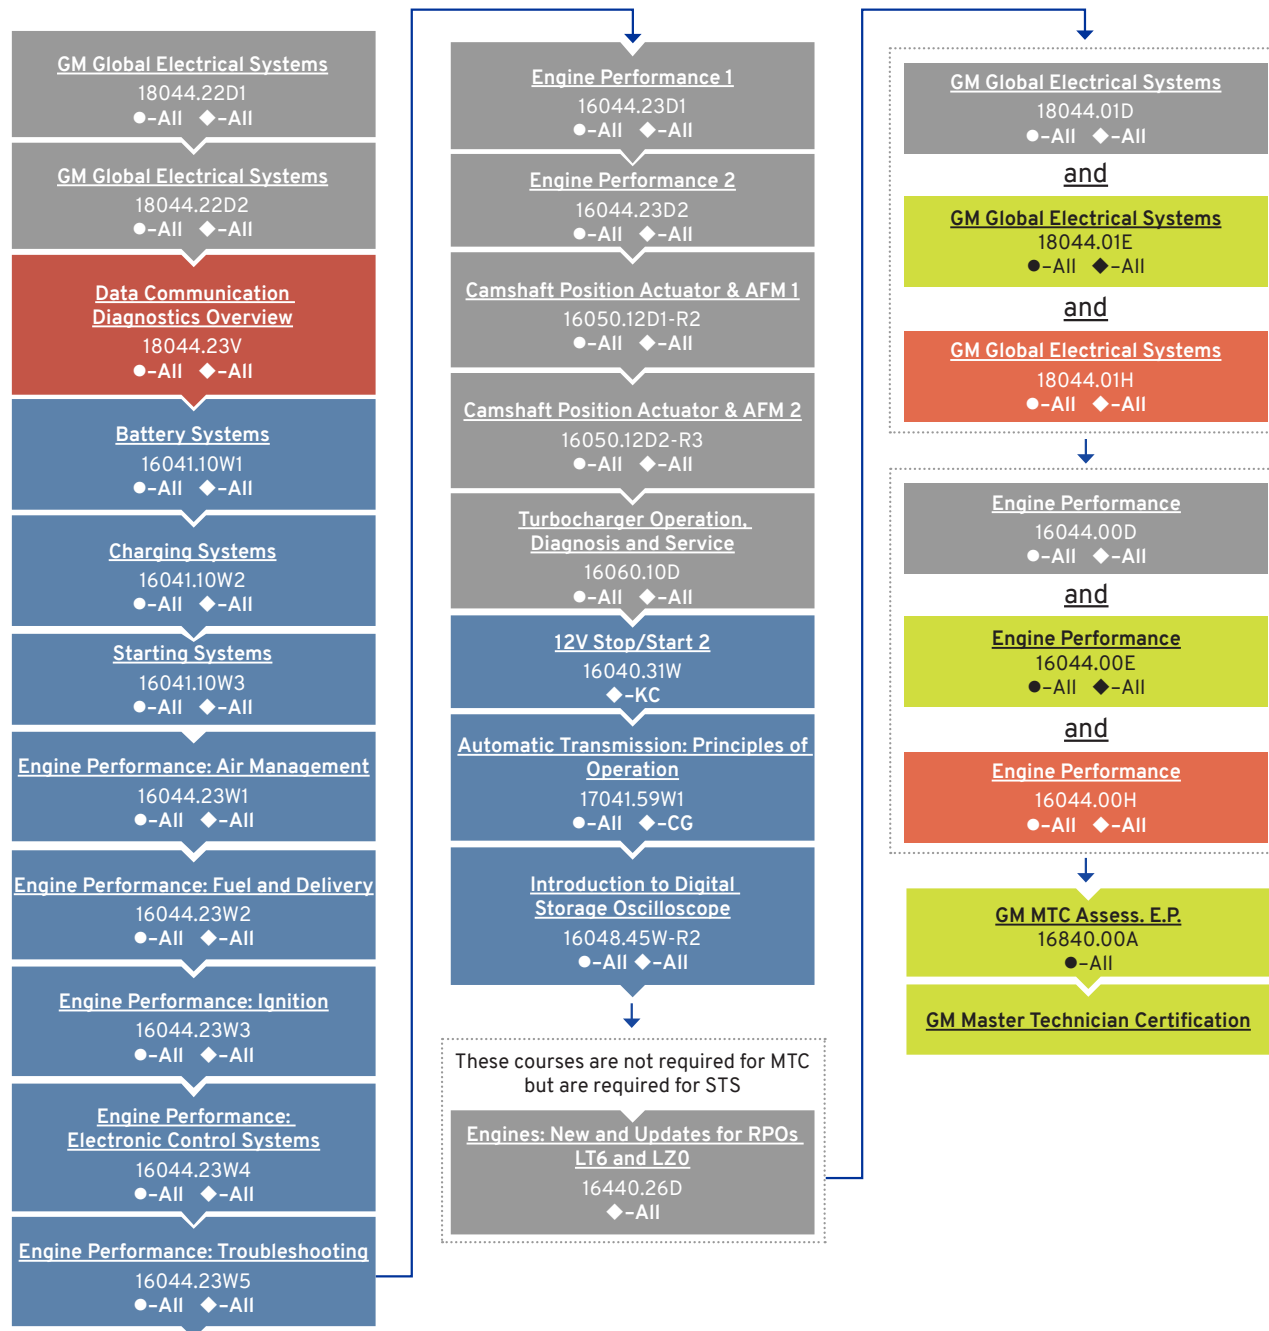 GM Global Electrical Systems
18044.22D1
●–All ◆–All
GM Global Electrical Systems
18044.22D2
●–All ◆–All
Data Communication
Diagnostics Overview
18044.23V
●–All ◆–All
Battery Systems
16041.10W1
●–All ◆–All
Charging Systems
16041.10W2
●–All ◆–All
Starting Systems
16041.10W3
●–All ◆–All
Engine Performance: Air Management
16044.23W1
●–All ◆–All
Engine Performance: Fuel and Delivery
16044.23W2
●–All ◆–All
Engine Performance: Ignition
16044.23W3
●–All ◆–All
Engine Performance:
Electronic Control Systems
16044.23W4
●–All ◆–All
Engine Performance: Troubleshooting
16044.23W5
●–All ◆–All
Engine Performance 1
16044.23D1
●–All ◆–All
Engine Performance 2
16044.23D2
●–All ◆–All
Camshaft Position Actuator & AFM 1
16050.12D1-R2
●–All ◆–All
Camshaft Position Actuator & AFM 2
16050.12D2-R3
●–All ◆–All
Turbocharger Operation,
Diagnosis and Service
16060.10D
●–All ◆–All
12V Stop/Start 2
16040.31W
◆–KC
Automatic Transmission: Principles of
Operation
17041.59W1
●–All ◆–CG
Introduction to Digital
Storage Oscilloscope
16048.45W-R2
●–All ◆–All
These courses are not required for MTC
but are required for STS
Engines: New and Updates for RPOs
LT6 and LZ0
16440.26D
◆–All
GM Global Electrical Systems
18044.01D
●–All ◆–All
and
GM Global Electrical Systems
18044.01E
●–All ◆–All
and
GM Global Electrical Systems
18044.01H
●–All ◆–All
Engine Performance
16044.00D
●–All ◆–All
and
Engine Performance
16044.00E
●–All ◆–All
and
Engine Performance
16044.00H
●–All ◆–All
GM MTC Assess. E.P.
16840.00A
●–All
GM Master Technician Certification